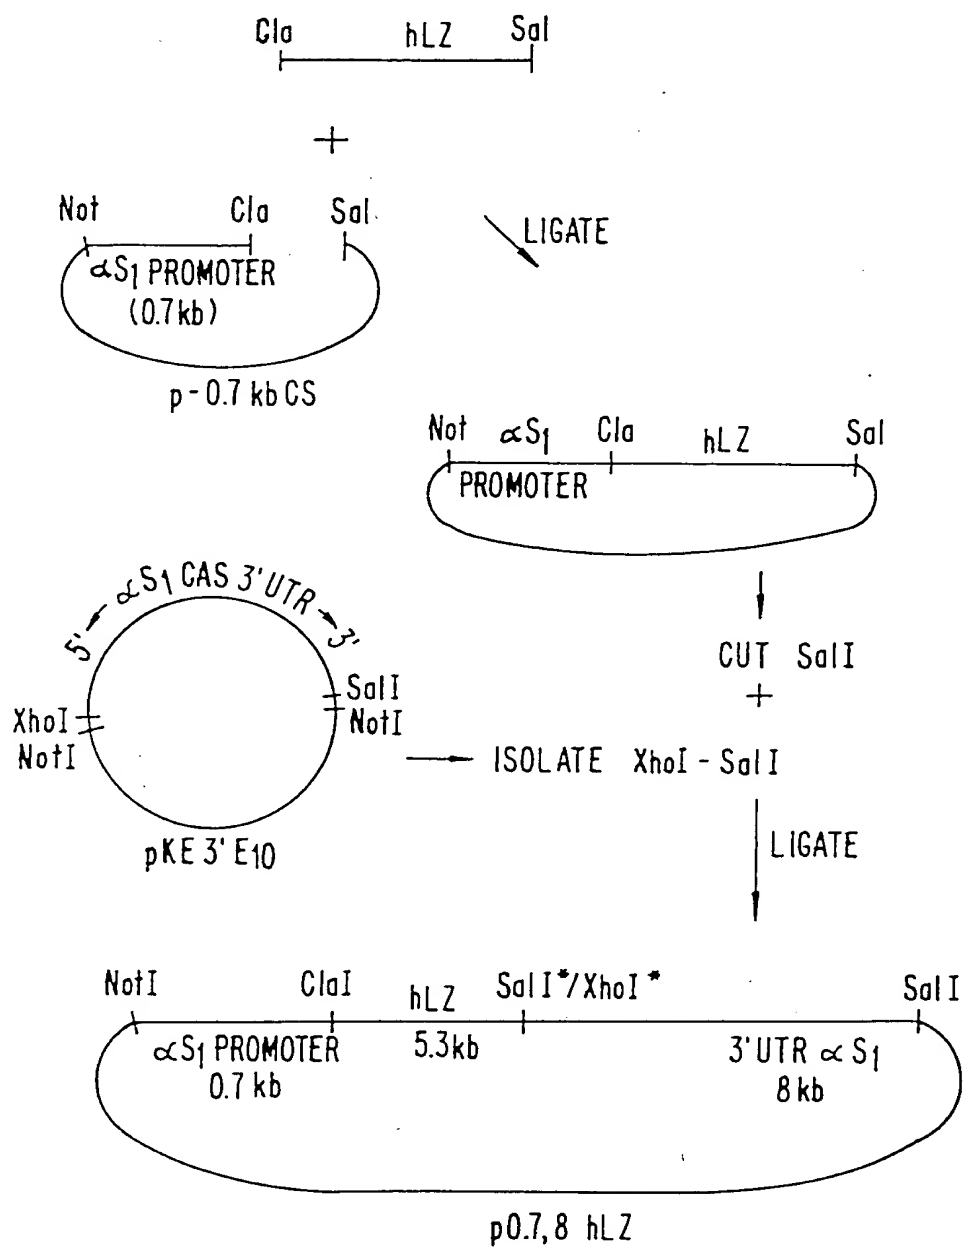 Cla hLZ Sal
+
Not Cla Sal
LIGATE
αS1 PROMOTER
(0.7kb)
p-0.7 kb CS
Not αS1 Cla hLZ Sal
PROMOTER
5' αS1 CAS 3' UTR 3'
CUT SalI
+
SalI
XhoI NotI
NotI
ISOLATE XhoI - SalI
pKE 3' E10
LIGATE
NotI ClaI hLZ SalI*/XhoI* SalI
αS1 PROMOTER 5.3kb 3' UTR αS1
0.7 kb 8 kb
p0.7,8 hLZ